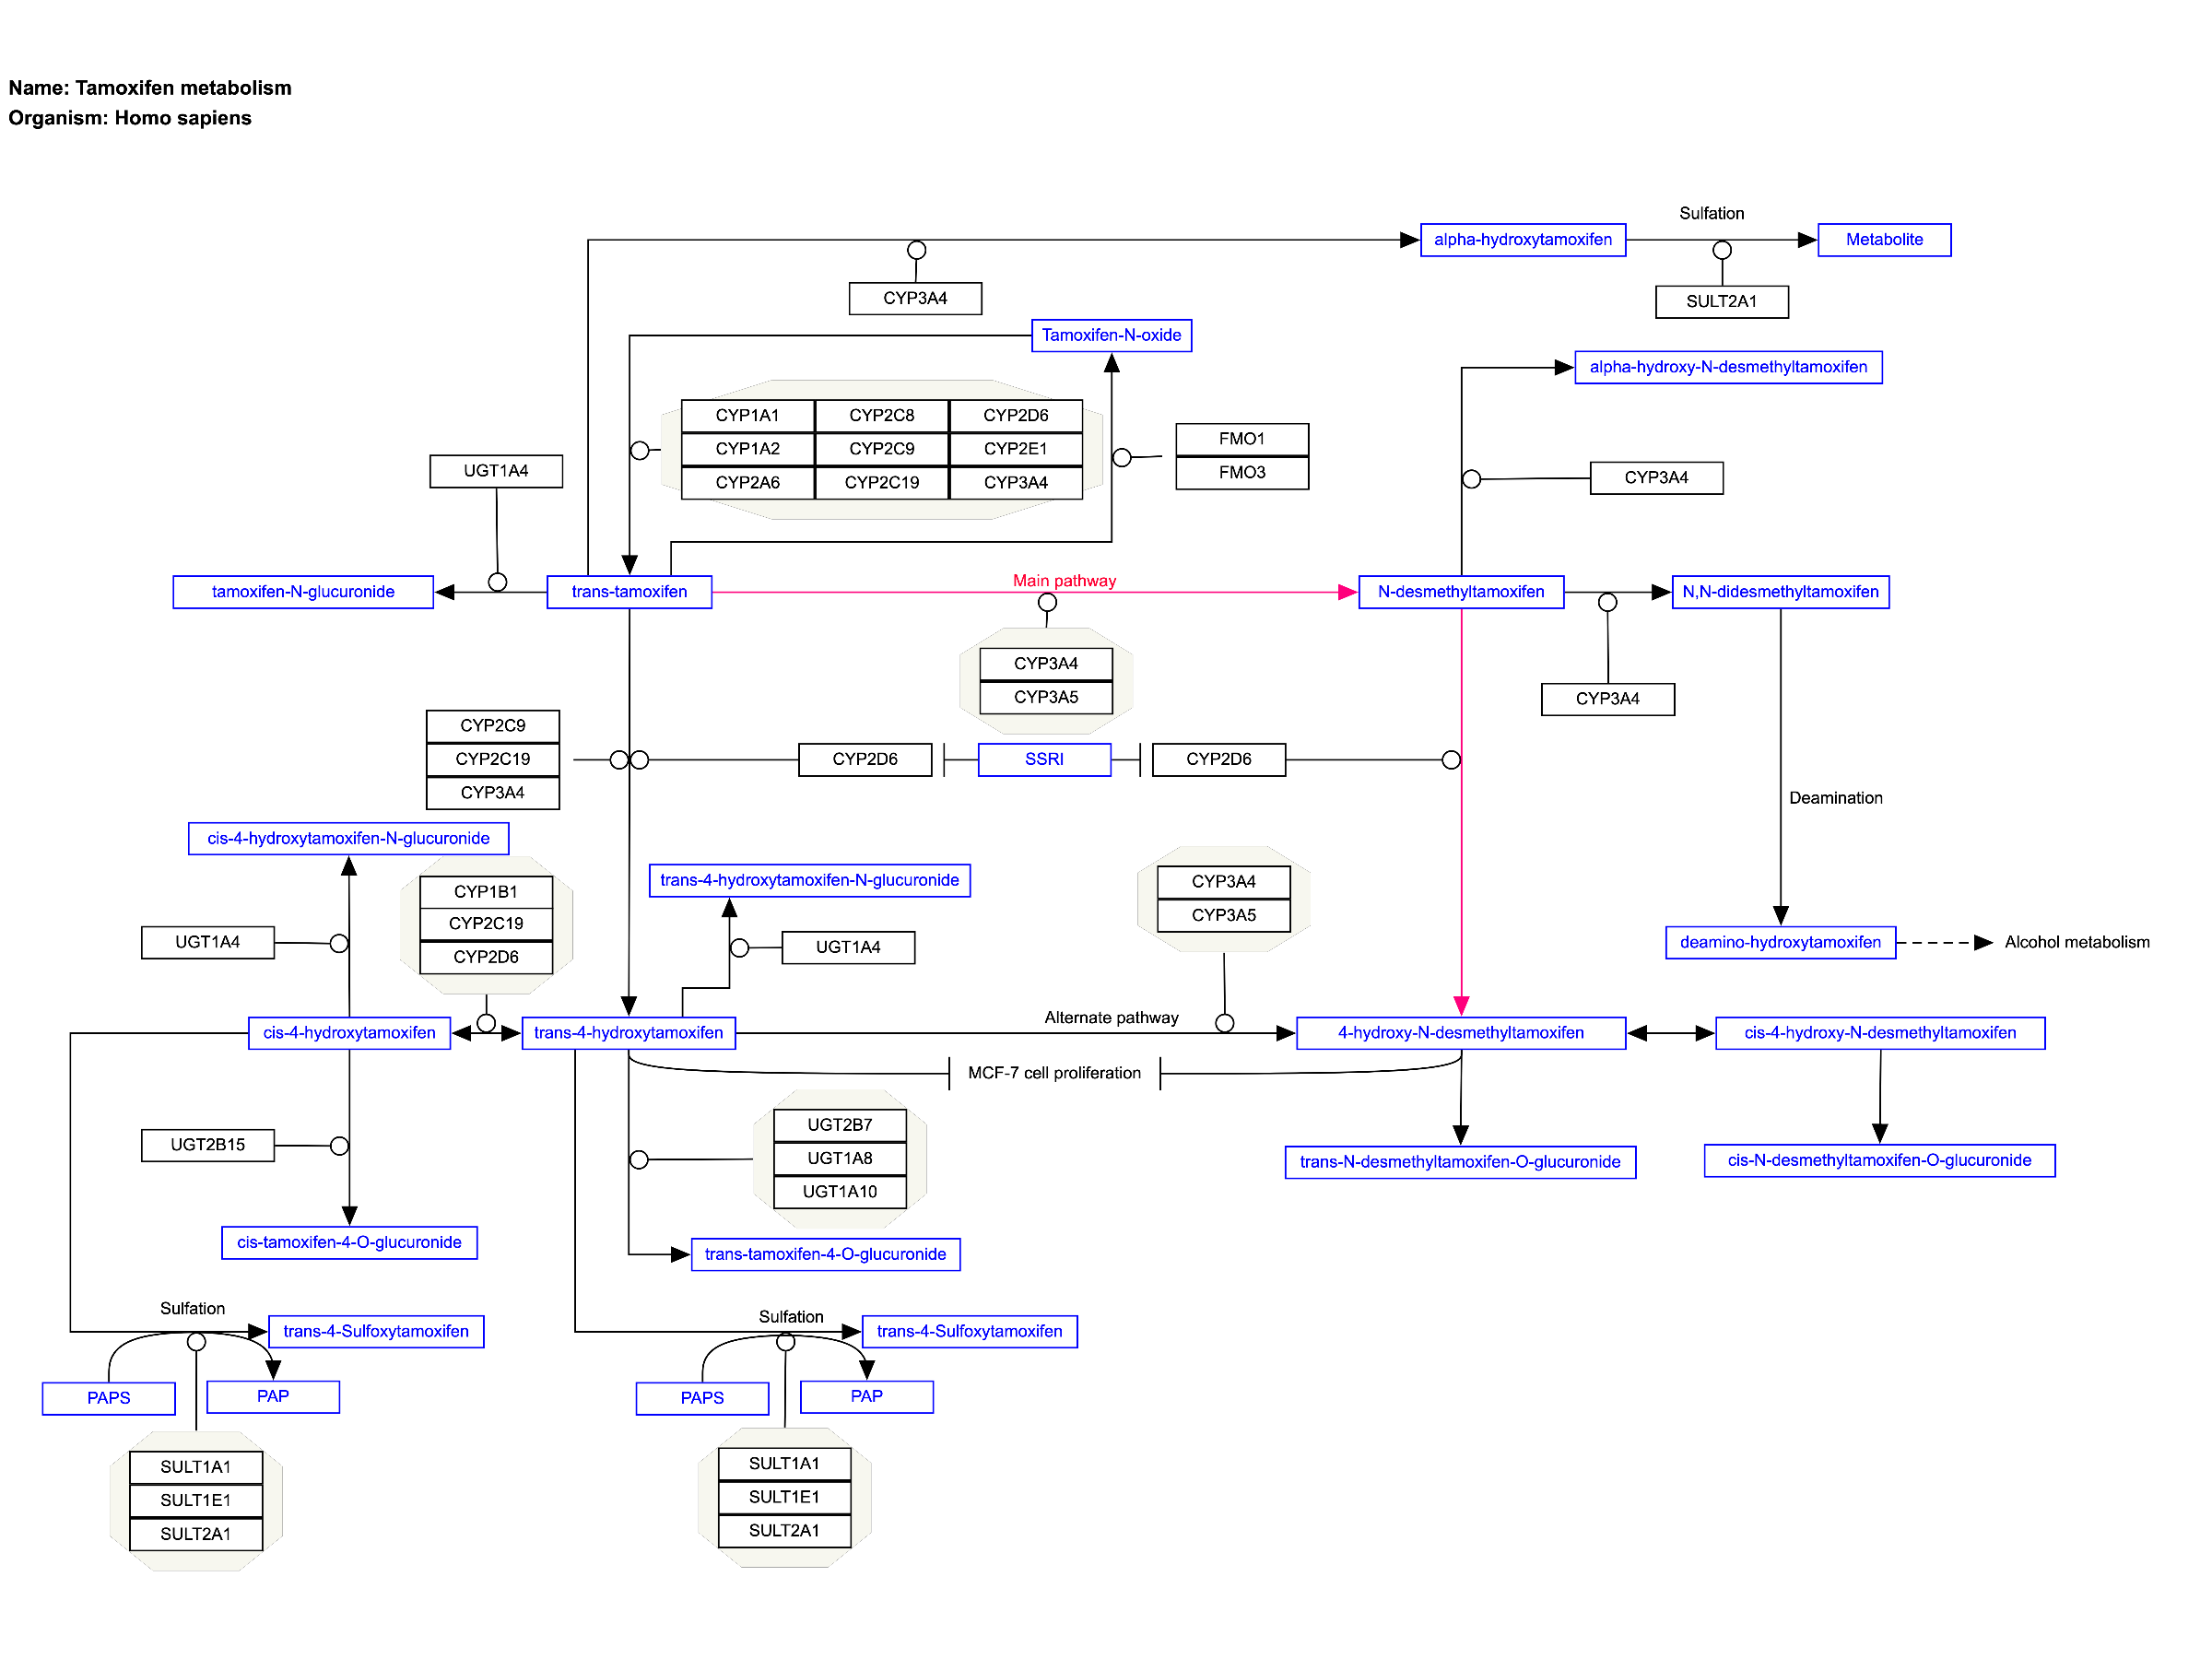 Name: Tamoxifen metabolism
Organism: Homo sapiens
Sulfation
alpha-hydroxytamoxifen
Metabolite
CYP3A4
SULT2A1
Tamoxifen-N-oxide
alpha-hydroxy-N-desmethyltamoxifen
CYP1A1
CYP2C8
CYP2D6
CYP1A2
CYP2C9
CYP2E1
CYP2A6
CYP2C19
CYP3A4
FMO1
FMO3
UGT1A4
CYP3A4
tamoxifen-N-glucuronide
trans-tamoxifen
Main pathway
N-desmethyltamoxifen
N,N-didesmethyltamoxifen
CYP3A4
CYP3A5
CYP3A4
CYP2C9
CYP2C19
CYP3A4
CYP2D6
SSRI
CYP2D6
Deamination
cis-4-hydroxytamoxifen-N-glucuronide
CYP1B1
CYP2C19
CYP2D6
trans-4-hydroxytamoxifen-N-glucuronide
CYP3A4
CYP3A5
UGT1A4
UGT1A4
deamino-hydroxytamoxifen
Alcohol metabolism
cis-4-hydroxytamoxifen
trans-4-hydroxytamoxifen
Alternate pathway
4-hydroxy-N-desmethyltamoxifen
cis-4-hydroxy-N-desmethyltamoxifen
MCF-7 cell proliferation
UGT2B15
UGT2B7
UGT1A8
UGT1A10
trans-N-desmethyltamoxifen-O-glucuronide
cis-N-desmethyltamoxifen-O-glucuronide
cis-tamoxifen-4-O-glucuronide
trans-tamoxifen-4-O-glucuronide
Sulfation
trans-4-Sulfoxytamoxifen
Sulfation
trans-4-Sulfoxytamoxifen
PAPS
PAP
PAPS
PAP
SULT1A1
SULT1E1
SULT2A1
SULT1A1
SULT1E1
SULT2A1